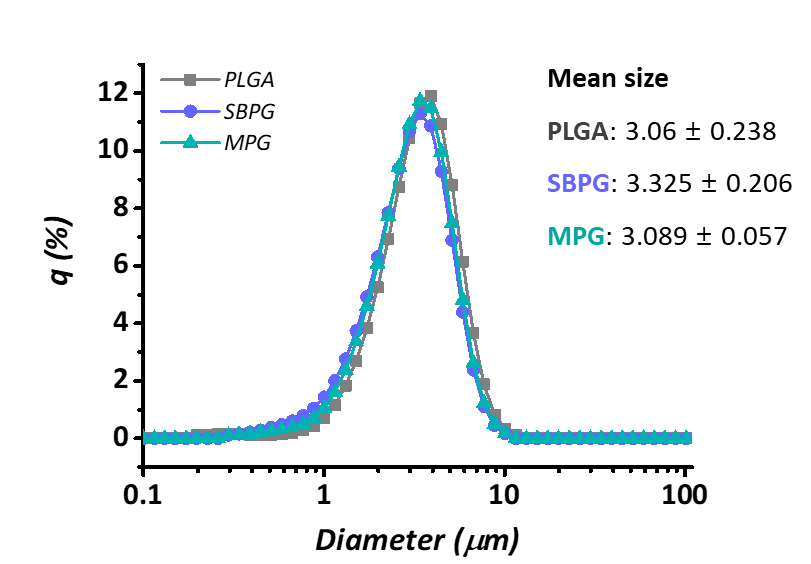 PLGA
SBPG
MPG
Mean size
PLGA: 3.06 ± 0.238
SBPG: 3.325 ± 0.206
MPG: 3.089 ± 0.057
q (%)
12
10
8
6
4
2
0
0.1 1 10 100
Diameter (μm)